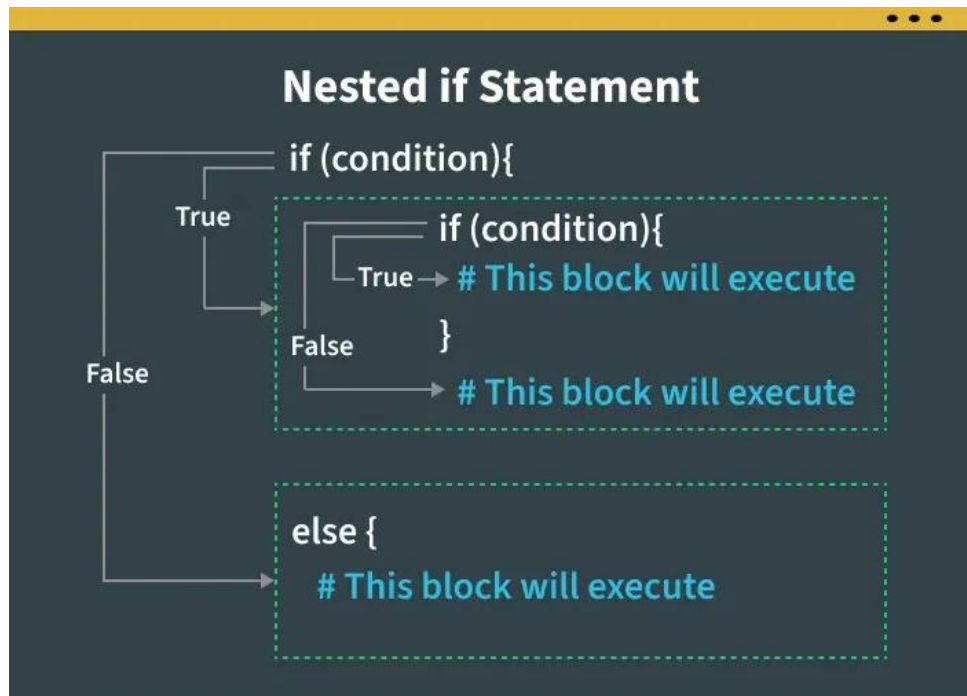 Nested if Statement
if (condition){
True
if (condition){
True
# This block will execute
}
False
False
# This block will execute
else {
# This block will execute